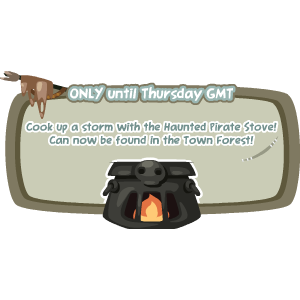 ONLY until Thursday GMT
Cook up a storm with the Haunted Pirate Stove!
Can now be found in the Town Forest!